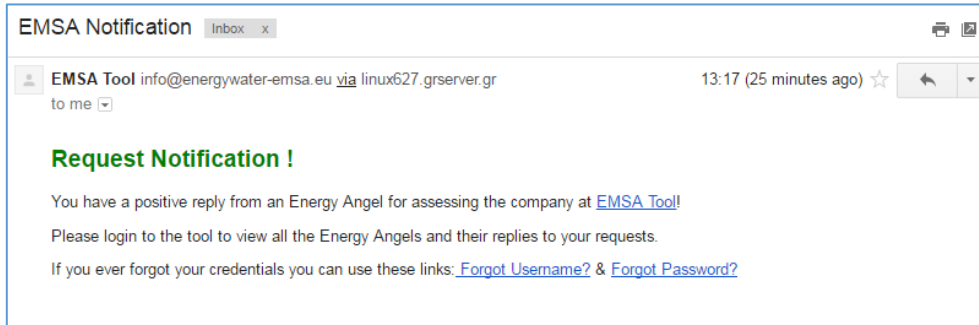 EMSA Notification Inbox x
EMSA Tool info@energywater-emsa.eu via linux627.grserver.gr 13:17 (25 minutes ago)
to me
Request Notification !
You have a positive reply from an Energy Angel for assessing the company at EMSA Tool!
Please login to the tool to view all the Energy Angels and their replies to your requests.
If you ever forgot your credentials you can use these links: Forgot Username? & Forgot Password?